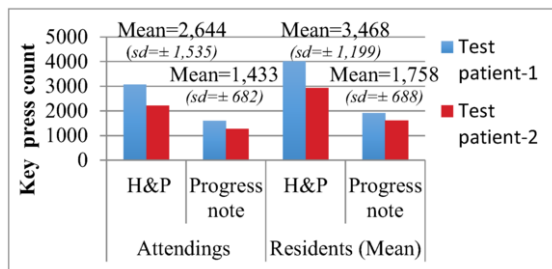 Mean=2,644
(sd=± 1,535)
Mean=3,468
(sd=± 1,199)
Mean=1,433
(sd=± 682)
Mean=1,758
(sd=± 688)
Key press count
5000
4000
3000
2000
1000
0
H&P
Progress
note
H&P
Progress
note
Attendings
Residents (Mean)
Test
patient-1
Test
patient-2